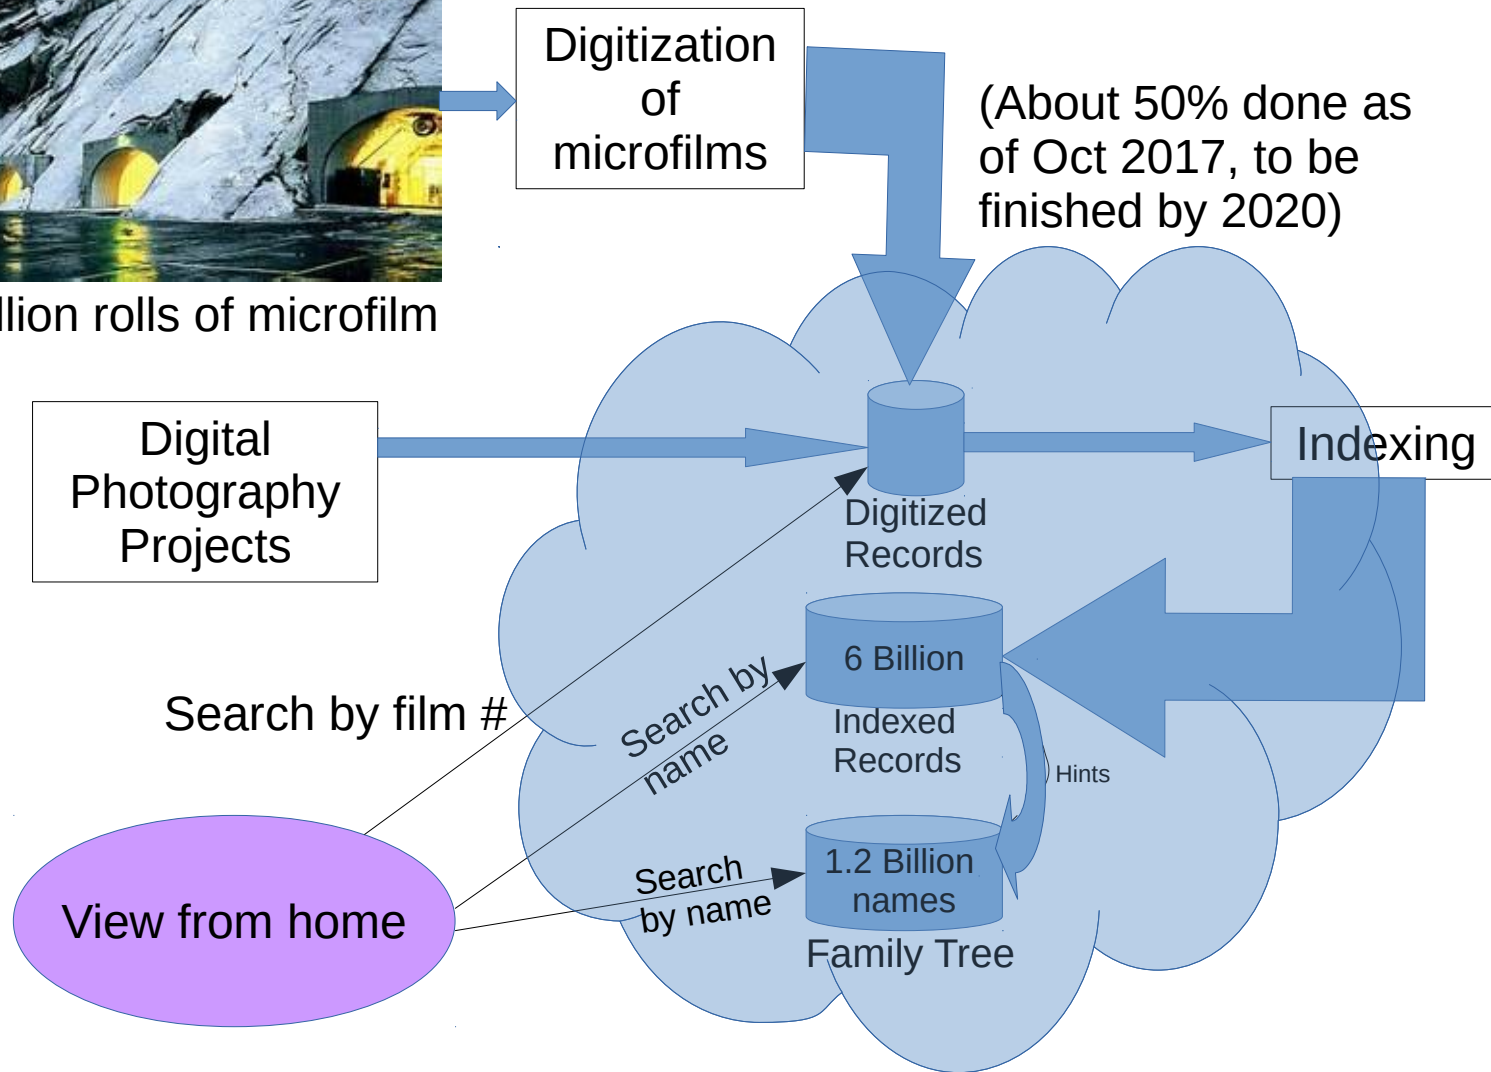 Digitization
of
microfilms
(About 50% done as
of Oct 2017, to be
finished by 2020)
rolls of microfilm
Digital
Photography
Projects
Indexing
Digitized
Records
6 Billion
Indexed
Records
Hints
Search by film #
Search by
name
Search
by name
1.2 Billion
names
Family Tree
View from home